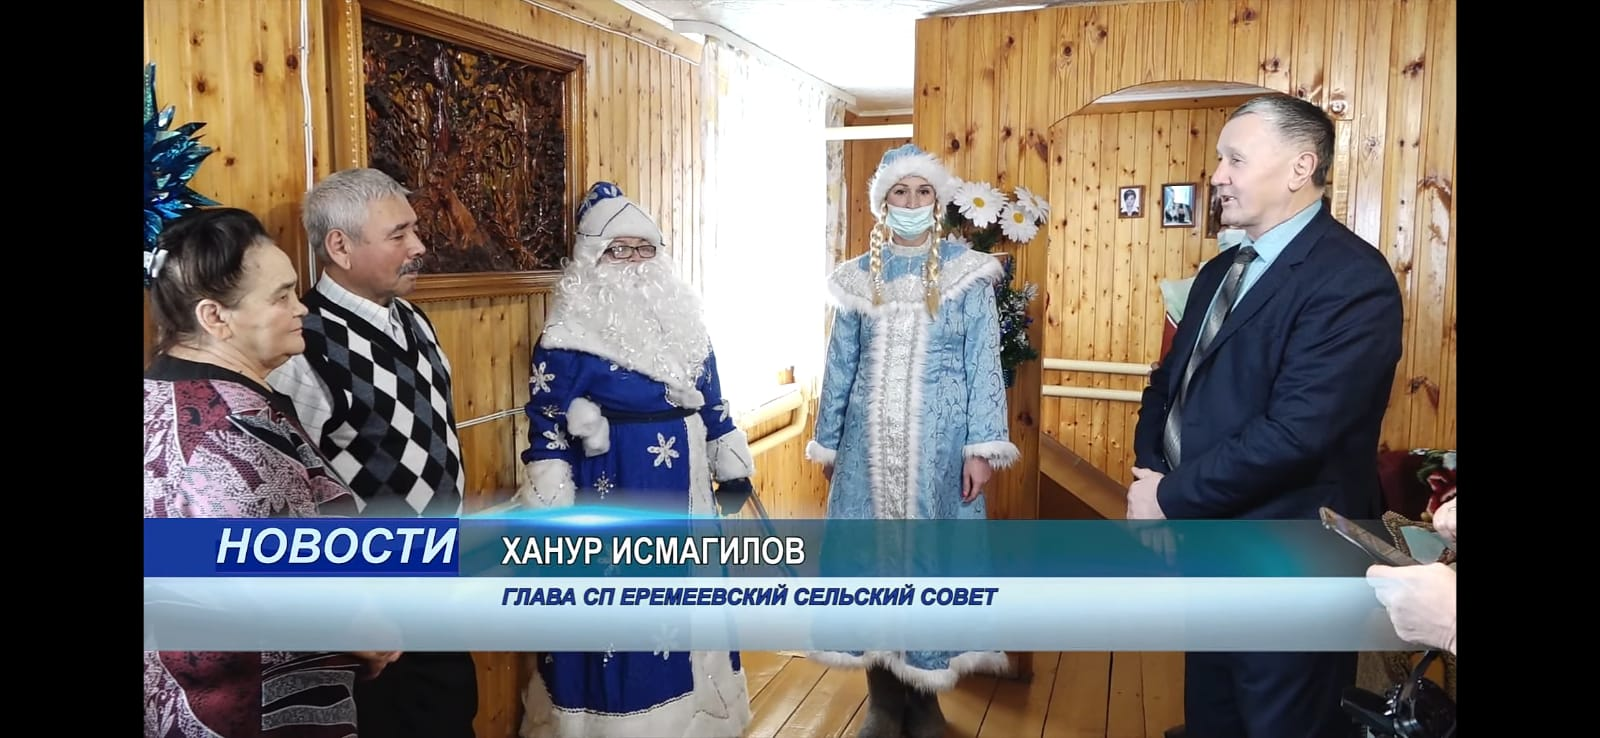 НОВОСТИ
ХАНУР ИСМАГИЛОВ
ГЛАВА СП ЕРЕМЕЕВСКИЙ СЕЛЬСКИЙ СОВЕТ